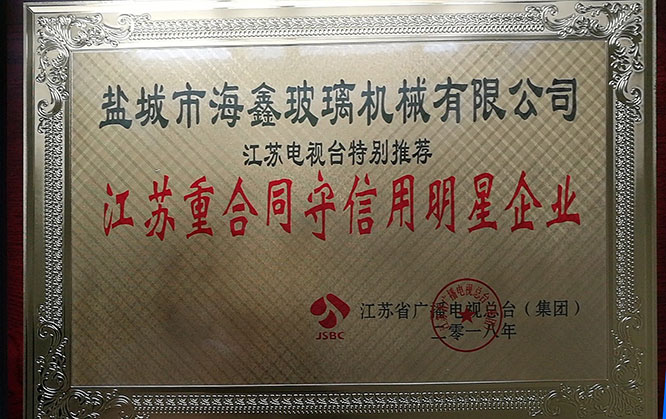 盐城市海鑫玻璃机械有限公司
江苏电视台特别推荐
江苏重合同守信用明星企业
JSBC
江苏省广播电视总台（集团）
二零一八年